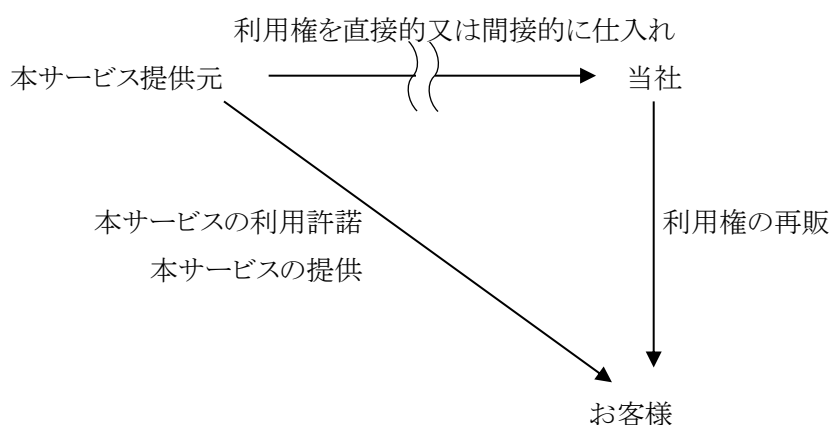 利用権を直接的又は間接的に仕入れ
本サービス提供元
当社
本サービスの利用許諾
本サービスの提供
利用権の再販
お客様